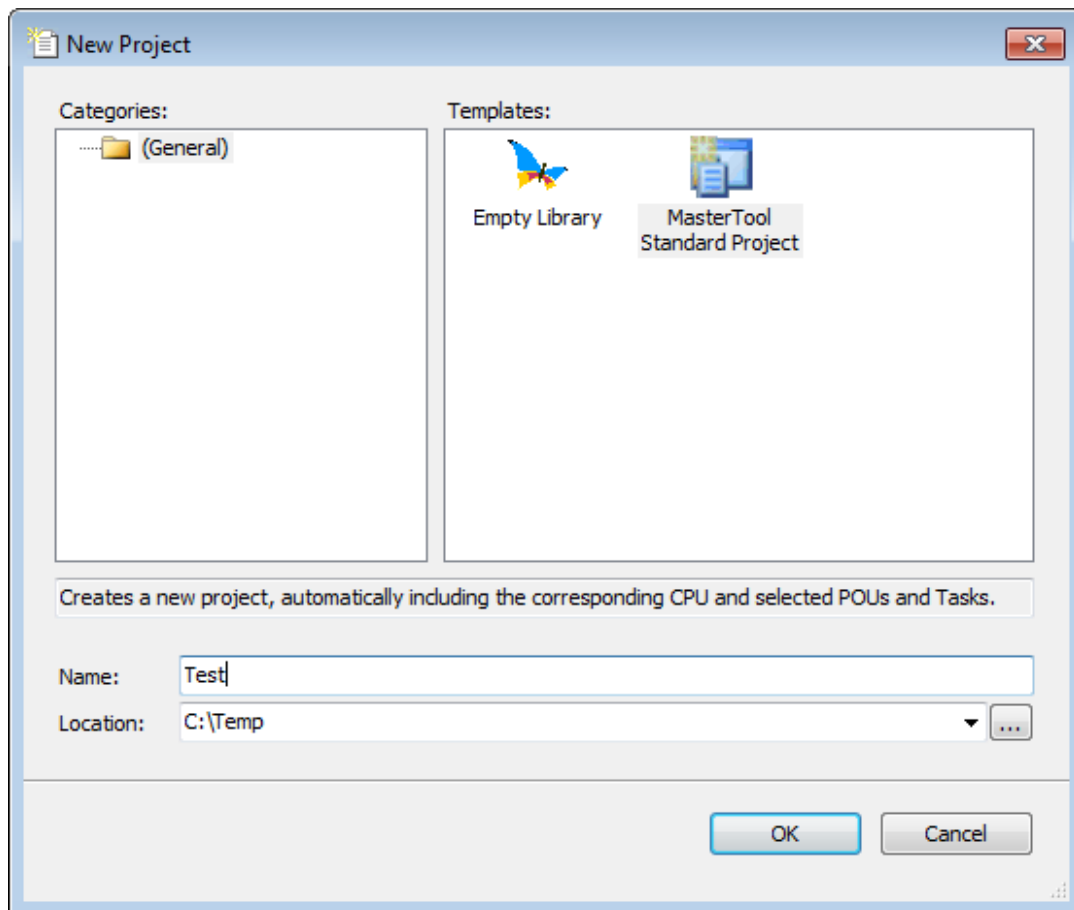 New Project
Categories:
Templates:
(General)
Empty Library
MasterTool
Standard Project
Creates a new project, automatically including the corresponding CPU and selected POUs and Tasks.
Name:
Test
Location:
C:\Temp
...
OK
Cancel